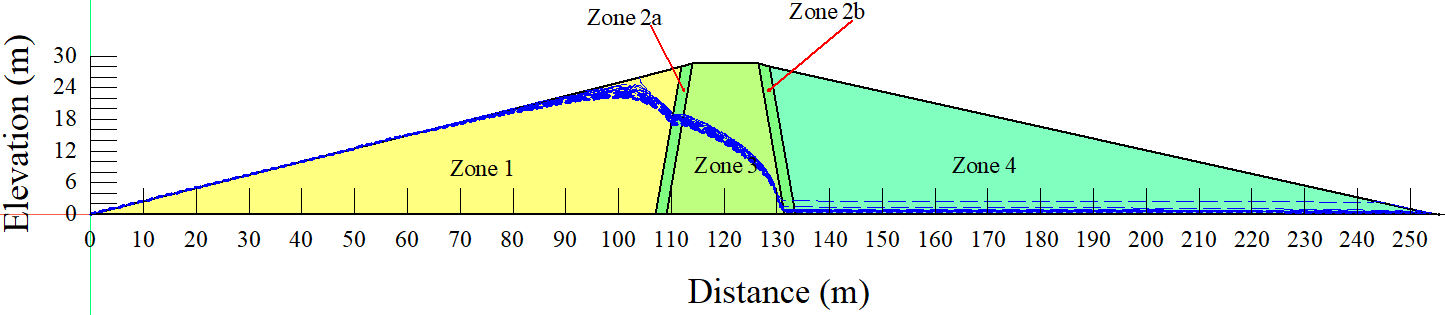 Zone 2a
Zone 2b
Elevation (m)
30
24
18
12
6
0
Zone 1
Zone 3
Zone 4
0 10 20 30 40 50 60 70 80 90 100 110 120 130 140 150 160 170 180 190 200 210 220 230 240 250
Distance (m)